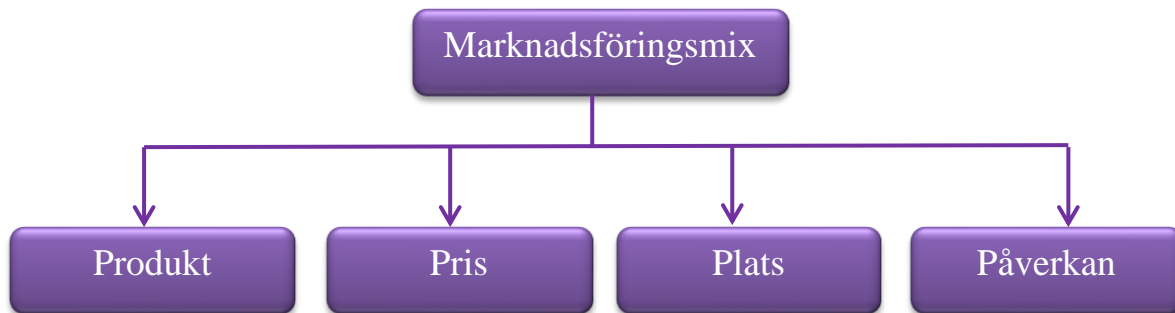 Marknadsföringsmix
Produkt
Pris
Plats
Påverkan